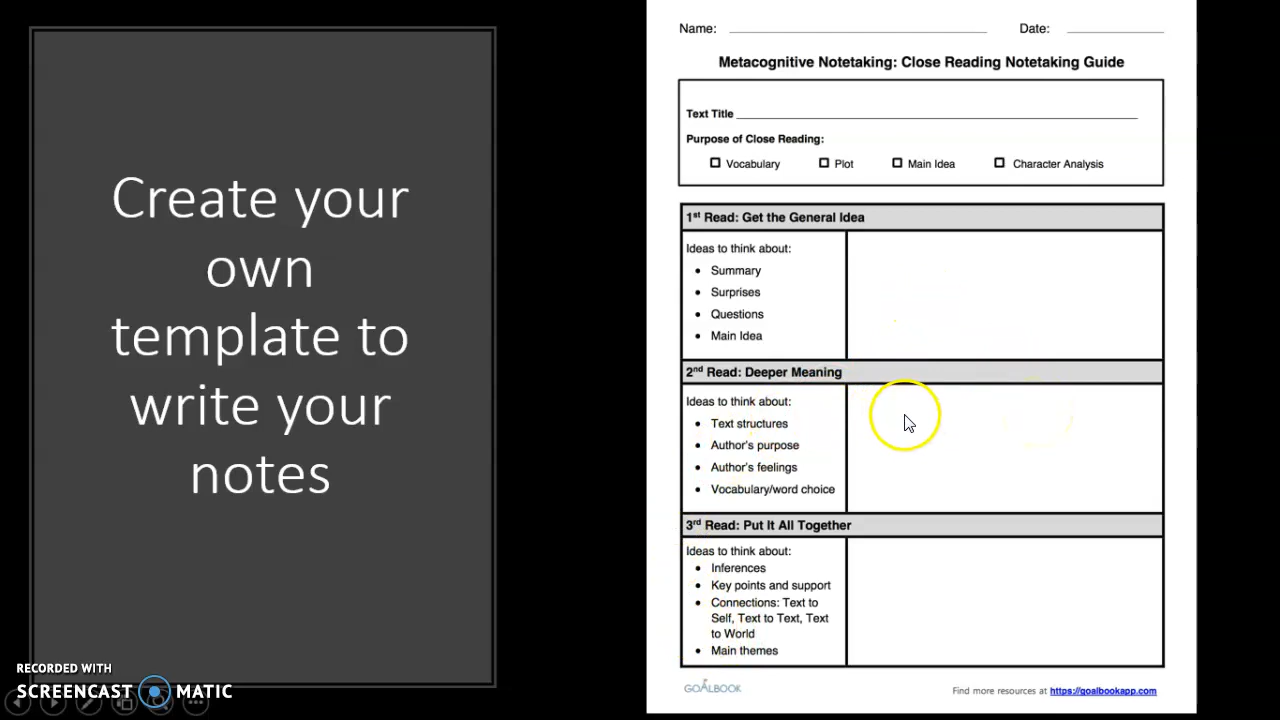 Create your
own
template to
write your
notes
RECORDED WITH
SCREENCAST MATIC
Name: Date:
Metacognitive Notetaking: Close Reading Notetaking Guide
Text Title
Purpose of Close Reading:
Vocabulary Plot Main Idea Character Analysis
1st Read: Get the General Idea
Ideas to think about:
• Summary
• Surprises
• Questions
• Main Idea
2nd Read: Deeper Meaning
Ideas to think about:
• Text structures
• Author's purpose
• Author's feelings
• Vocabulary/word choice
3rd Read: Put It All Together
Ideas to think about:
• Inferences
• Key points and support
• Connections: Text to
Self, Text to Text, Text
to World
• Main themes
GOALBOOK
Find more resources at https://goalbookapp.com